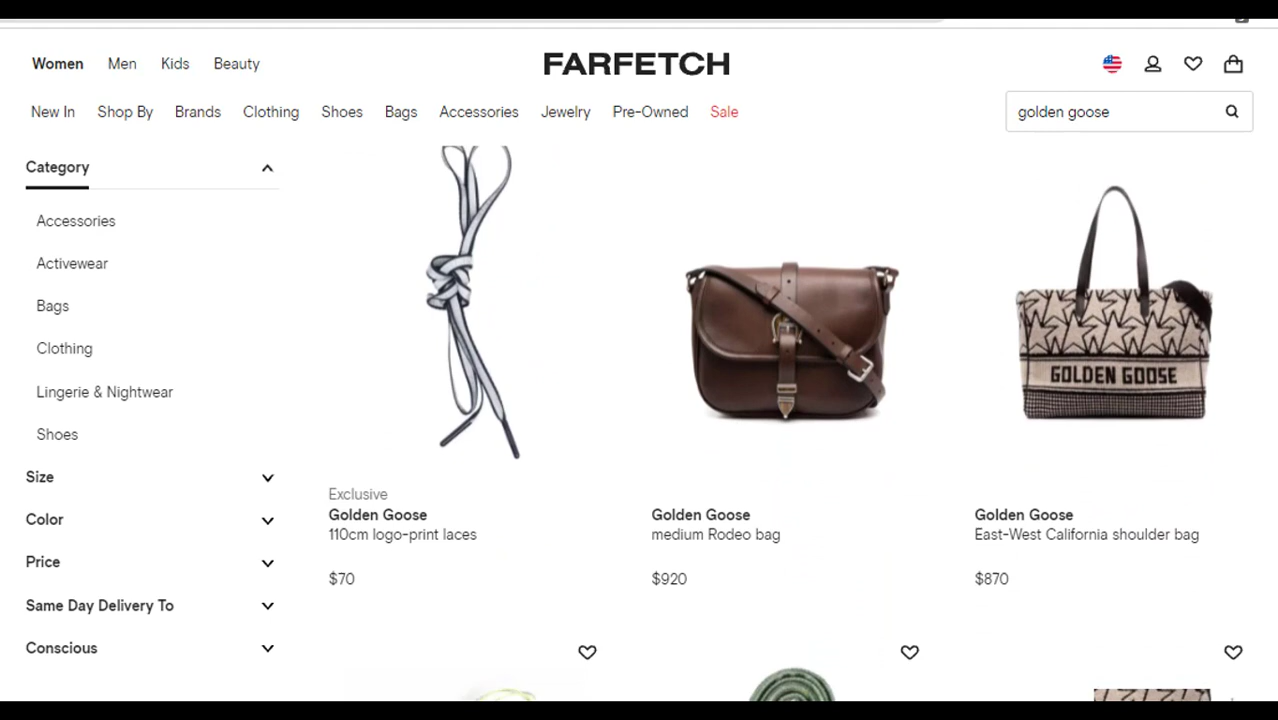 Women Men Kids Beauty
FARFETCH
New In Shop By Brands Clothing Shoes Bags Accessories Jewelry Pre-Owned Sale
golden goose
Category
Accessories
Activewear
Bags
Clothing
Lingerie & Nightwear
Shoes
Size
Color
Price
Same Day Delivery To
Conscious
GOLDEN GOOSE
Exclusive
Golden Goose
110cm logo-print laces
$70
Golden Goose
medium Rodeo bag
$920
Golden Goose
East-West California shoulder bag
$870